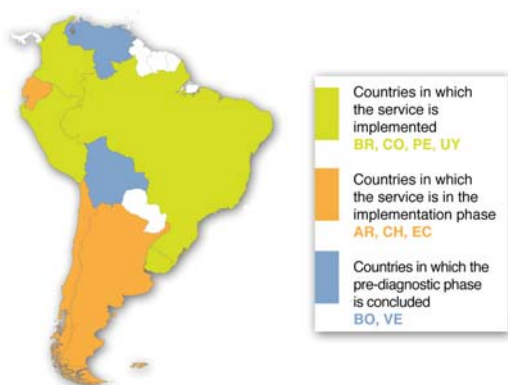 Countries in which
the service is
implemented
BR, CO, PE, UY
Countries in which
the service is in the
implementation phase
AR, CH, EC
Countries in which the
pre-diagnostic phase
is concluded
BO, VE